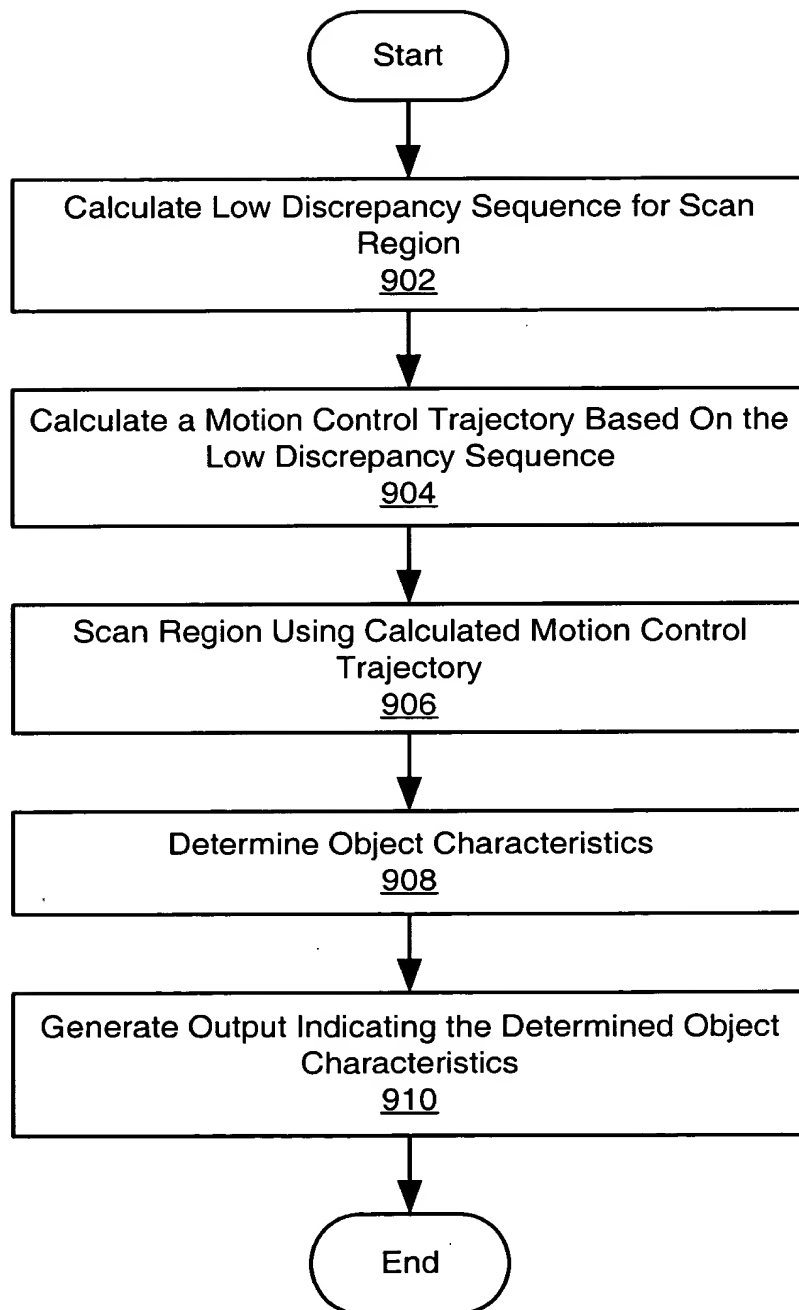 Start
Calculate Low Discrepancy Sequence for Scan
Region
902
Calculate a Motion Control Trajectory Based On the
Low Discrepancy Sequence
904
Scan Region Using Calculated Motion Control
Trajectory
906
Determine Object Characteristics
908
Generate Output Indicating the Determined Object
Characteristics
910
End